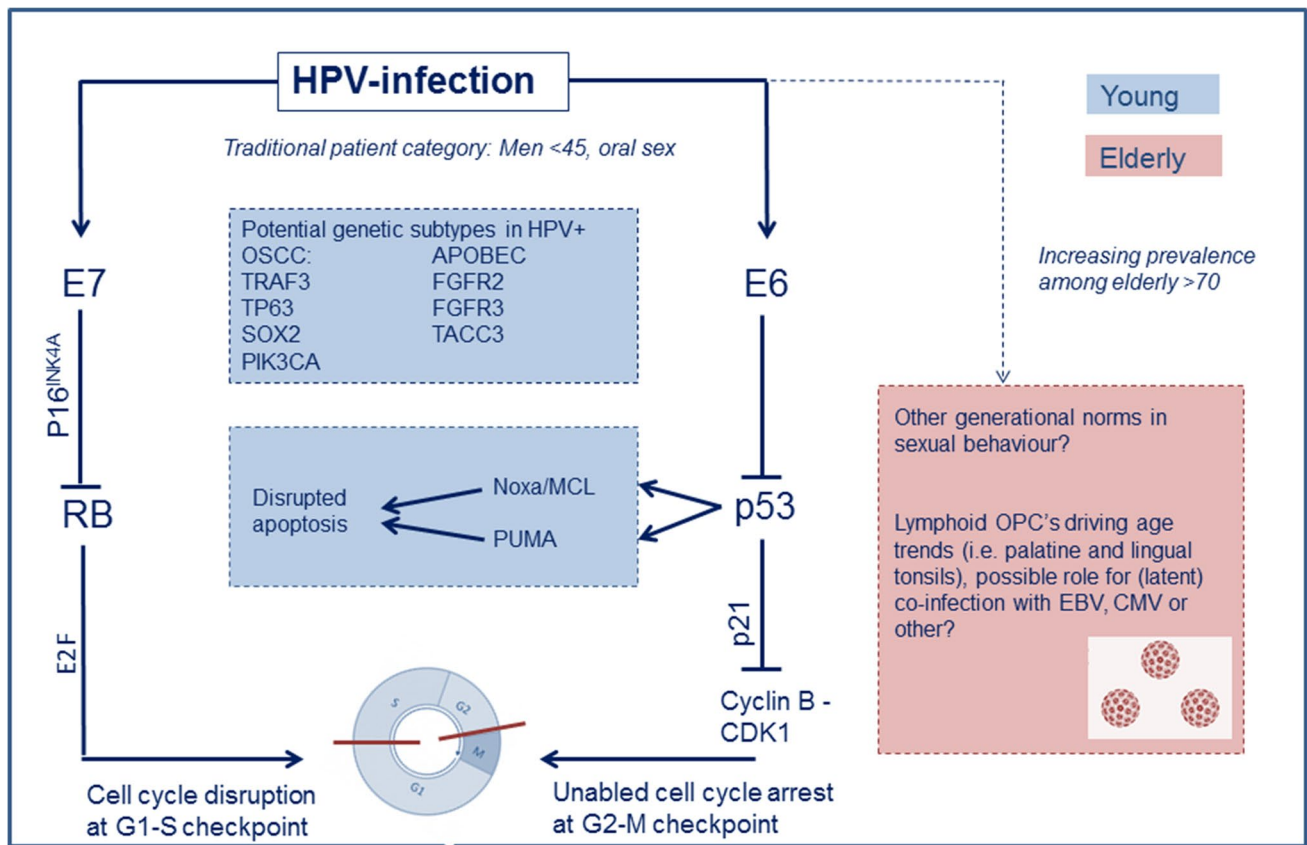 HPV-infection
Traditional patient category: Men <45, oral sex
Young
Elderly
Potential genetic subtypes in HPV+
OSCC: APOBEC
TRAF3 FGFR2
TP63 FGFR3
SOX2 TACC3
PIK3CA
E7
E6
Increasing prevalence
among elderly >70
P16INK4A
RB
Disrupted
apoptosis
Noxa/MCL
PUMA
p53
Other generational norms in
sexual behaviour?
Lymphoid OPC's driving age
trends (i.e. palatine and lingual
tonsils), possible role for (latent)
co-infection with EBV, CMV or
other?
E2F
p21
S
G2
M
G1
Cyclin B -
CDK1
Cell cycle disruption
at G1-S checkpoint
Unabled cell cycle arrest
at G2-M checkpoint